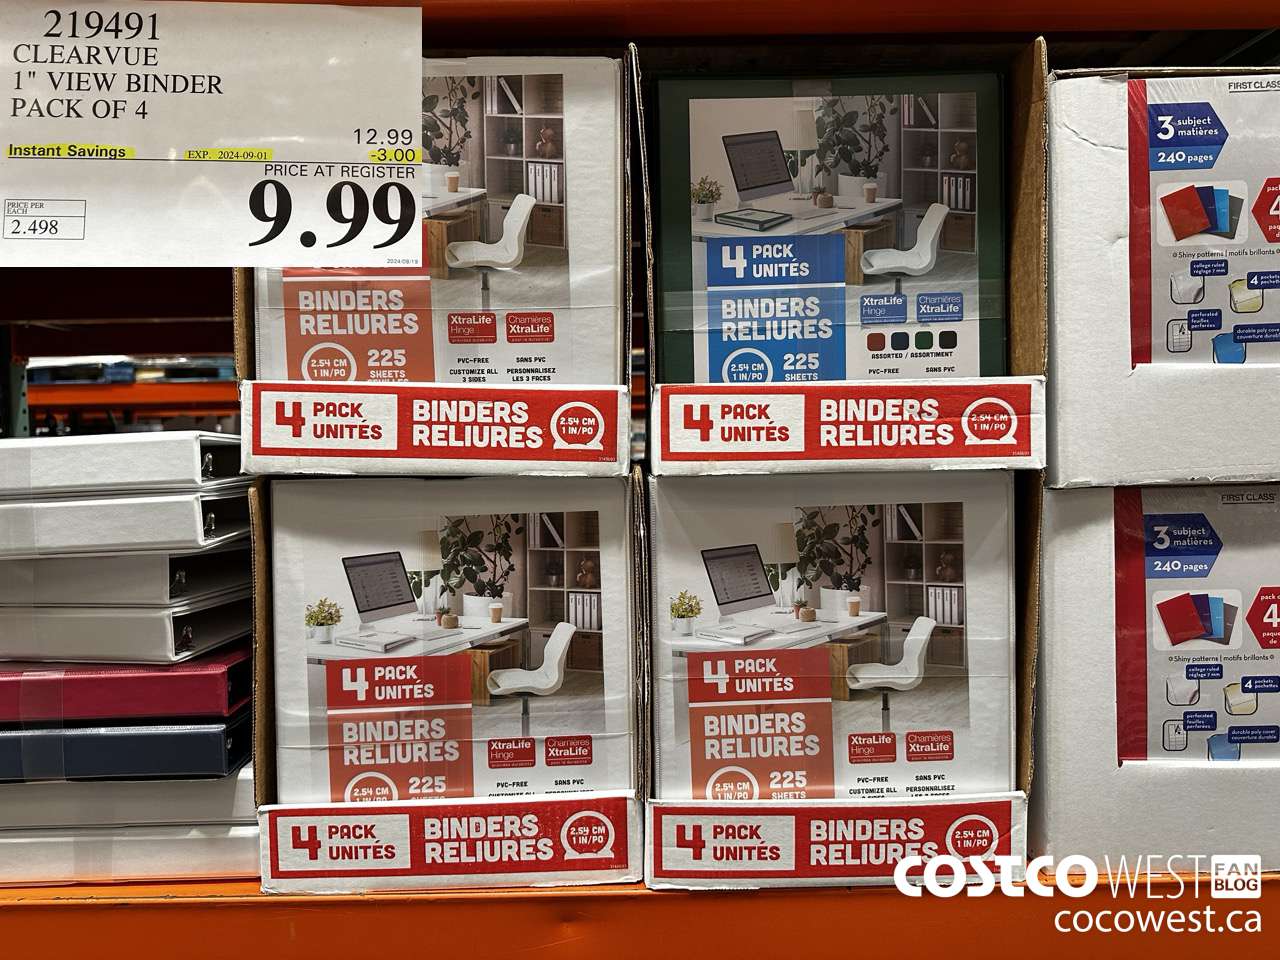 219491
CLEARVUE
1" VIEW BINDER
PACK OF 4
12.99
Instant Savings EXP. 2024-09-01 -3.00
PRICE AT REGISTER
9.99
PRICE PER
EACH
2.498
BINDERS
RELIURES
2.54 CM
1 IN/PO
225
SHEETS
XtraLife
Hinge
Charnières
XtraLife
PVC-FREE
CUSTOMIZE ALL
3 SIDES
SANS PVC
PERSONNALISEZ
LES 3 FACES
4 PACK
UNITÉS
BINDERS
RELIURES
2.54 CM
1 IN/PO
4 PACK
UNITÉS
BINDERS
RELIURES
2.54 CM
1 IN/PO
225
SHEETS
XtraLife
Hinge
Charnières
XtraLife
ASSORTED / ASSORTIMENT
PVC-FREE
SANS PVC
4 PACK
UNITÉS
BINDERS
RELIURES
2.54 CM
1 IN/PO
FIRST CLASS
3 subject
matières
240 pages
Shiny patterns | motifs brillants
college ruled
réglage 7 mm
4 pockets
perforated
feuilles
perforées
durable poly cover
couverture durable
4 PACK
UNITÉS
BINDERS
RELIURES
2.54 CM
1 IN/PO
225
SHEETS
XtraLife
Hinge
Charnières
XtraLife
PVC-FREE
CUSTOMIZE ALL
SANS PVC
PERSONNALISEZ
4 PACK
UNITÉS
BINDERS
RELIURES
2.54 CM
1 IN/PO
4 PACK
UNITÉS
BINDERS
RELIURES
2.54 CM
1 IN/PO
225
SHEETS
XtraLife
Hinge
Charnières
XtraLife
PVC-FREE
CUSTOMIZE ALL
SANS PVC
PERSONNALISEZ
4 PACK
UNITÉS
BINDERS
RELIURES
2.54 CM
1 IN/PO
FIRST CLASS
3 subject
matières
240 pages
Shiny patterns | motifs brillants
college ruled
réglage 7 mm
4 pockets
pochettes
perforated
feuilles
perforées
durable poly cover
couverture durable
COSTCO WEST FAN
BLOG
cocowest.ca